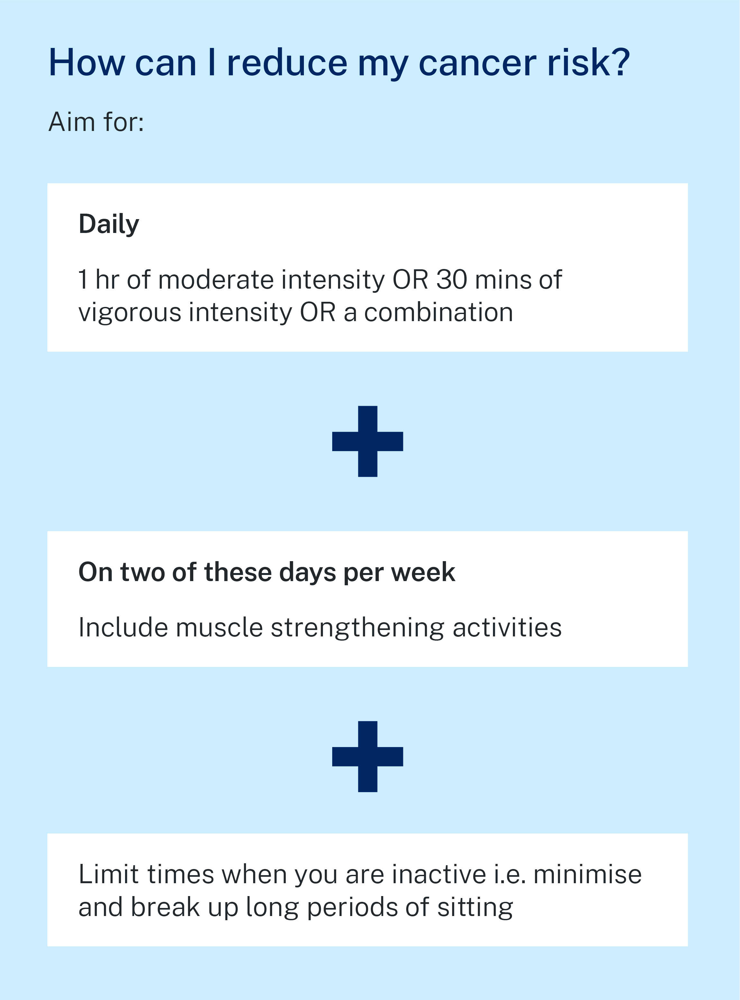 How can I reduce my cancer risk?
Aim for:
Daily
1 hr of moderate intensity OR 30 mins of
vigorous intensity OR a combination
On two of these days per week
Include muscle strengthening activities
Limit times when you are inactive i.e. minimise
and break up long periods of sitting